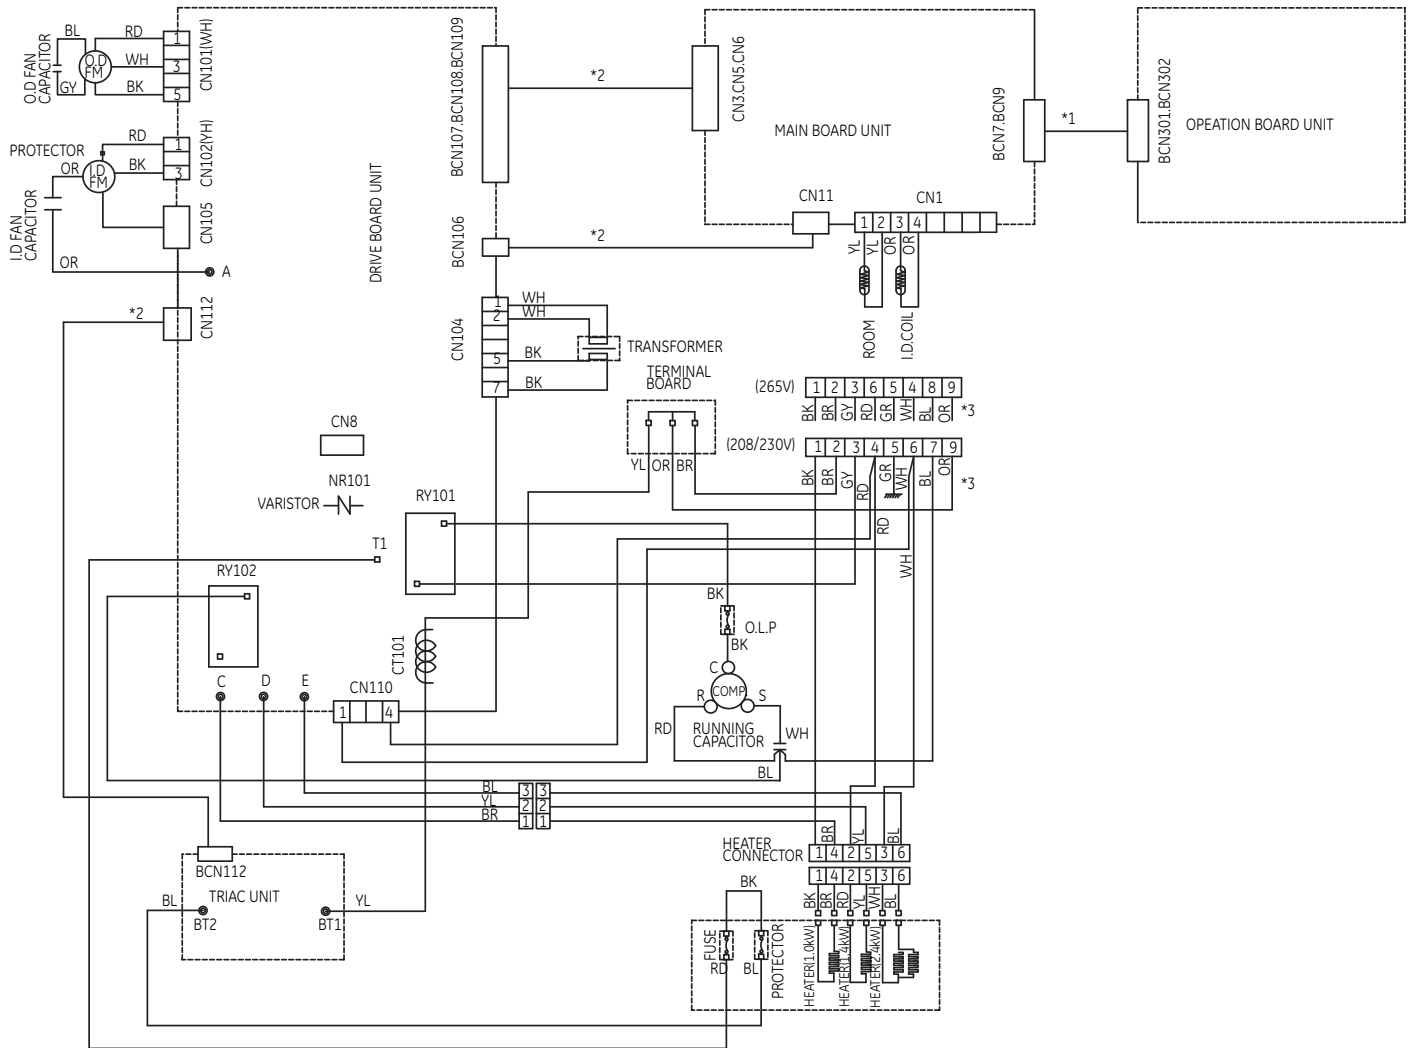 BL
RD
WH
GY
BK
O.D FAN
CAPACITOR
O.D
FM
1
3
5
CN101(WH)
PROTECTOR
RD
OR
BK
I.D
FM
1
3
CN102(YH)
I.D FAN
CAPACITOR
CN105
OR
A
*2
CN112
DRIVE BOARD UNIT
BCN107.BCN108.BCN109
*2
CN3.CN5.CN6
MAIN BOARD UNIT
BCN7.BCN9
*1
BCN301.BCN302
OPEATION BOARD UNIT
BCN106
*2
CN11
CN1
1 2 3 4
YL
YL
OR
OR
ROOM
I.D.COIL
CN104
1
2
5
7
WH
WH
BK
BK
TRANSFORMER
TERMINAL
BOARD
YL OR BR
(265V)
1 2 3 6 5 4 8 9
BK
BR
GY
RD
GR
WH
BL
OR
*3
(208/230V)
1 2 3 4 5 6 7 9
BK
BR
GY
RD
GR
WH
BL
OR
*3
RD
WH
CN8
NR101
VARISTOR
RY101
T1
RY102
CT101
C D E
CN110
1 4
BK
O.L.P
BK
C
COMP
R
S
RD
RUNNING
CAPACITOR
WH
BL
BL
YL
BR
3 3
2 2
1 1
BR
YL
BL
HEATER
CONNECTOR
1 4 2 5 3 6
1 4 2 5 3 6
BK
BR
RD
YL
WH
BL
BCN112
TRIAC UNIT
BL
BT2
BT1
YL
BK
FUSE
RD
BL
PROTECTOR
HEATER(1.0kW)
HEATER(1.4kW)
HEATER(2.4kW)